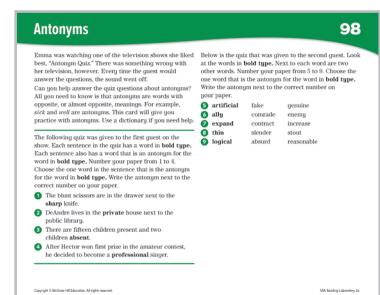 Antonyms
98
Emma was watching one of the television shows she liked
best, "Antonym Quiz." There was something wrong with
her television, however. Every time the guest would
answer the questions, the sound went off.
Can you help answer the quiz questions about antonyms?
All you need to know is that antonyms are words with
opposite, or almost opposite, meanings. For example,
sick and well are antonyms. This card will give you
practice with antonyms. Use a dictionary if you need help.
The following quiz was given to the first guest on the
show. Each sentence in the quiz has a word in bold type.
Each sentence also has a word that is an antonym for the
word in bold type. Number your paper from 1 to 4.
Choose the one word in the sentence that is the antonym
for the word in bold type. Write the antonym next to the
correct number on your paper.
1 The blunt scissors are in the drawer next to the
sharp knife.
2 DeAndre lives in the private house next to the
public library.
3 There are fifteen children present and two
children absent.
4 After Hector won first prize in the amateur contest,
he decided to become a professional singer.
Below is the quiz that was given to the second guest. Look
at the words in bold type. Next to each word are two
other words. Number your paper from 5 to 9. Choose the
one word that is the antonym for the word in bold type.
Write the antonym next to the correct number on
your paper.
5 artificial fake genuine
6 ally comrade enemy
7 expand contract increase
8 thin slender stout
9 logical absurd reasonable
Copyright © McGraw-Hill Education. All rights reserved.
SRA Reading Laboratory 2a